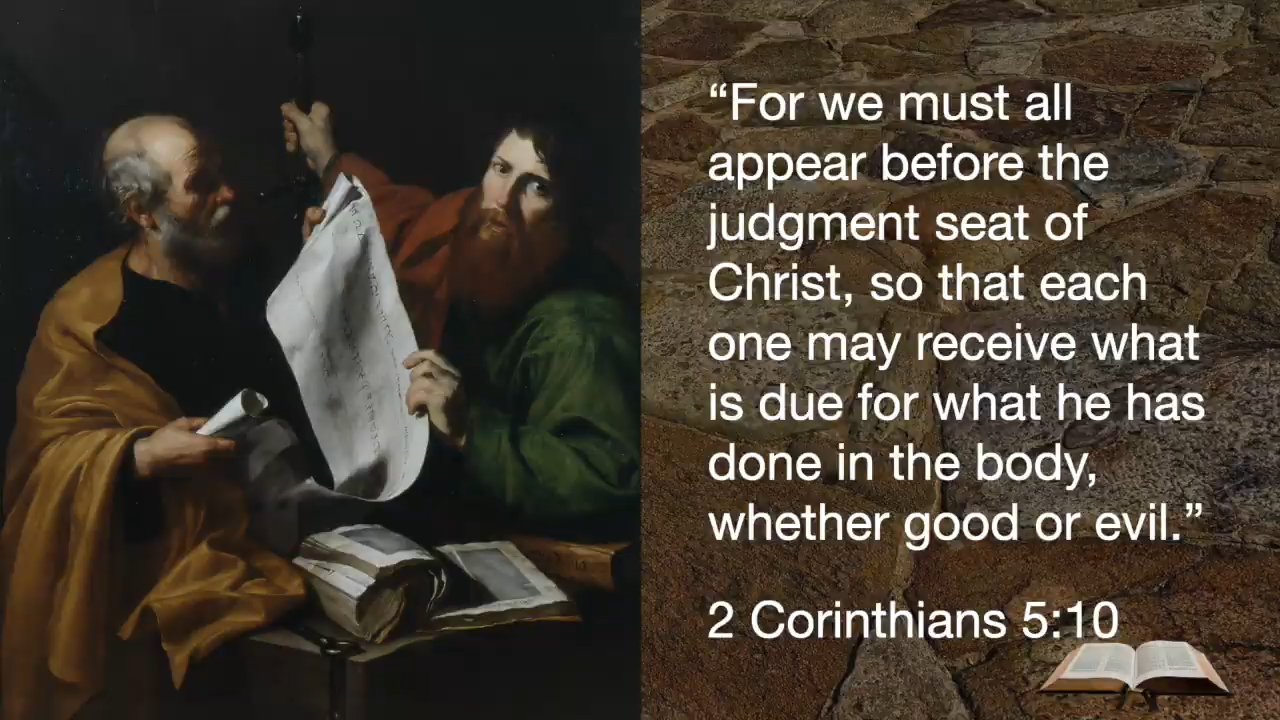 “For we must all
appear before the
judgment seat of
Christ, so that each
one may receive what
is due for what he has
done in the body,
whether good or evil.”
2 Corinthians 5:10